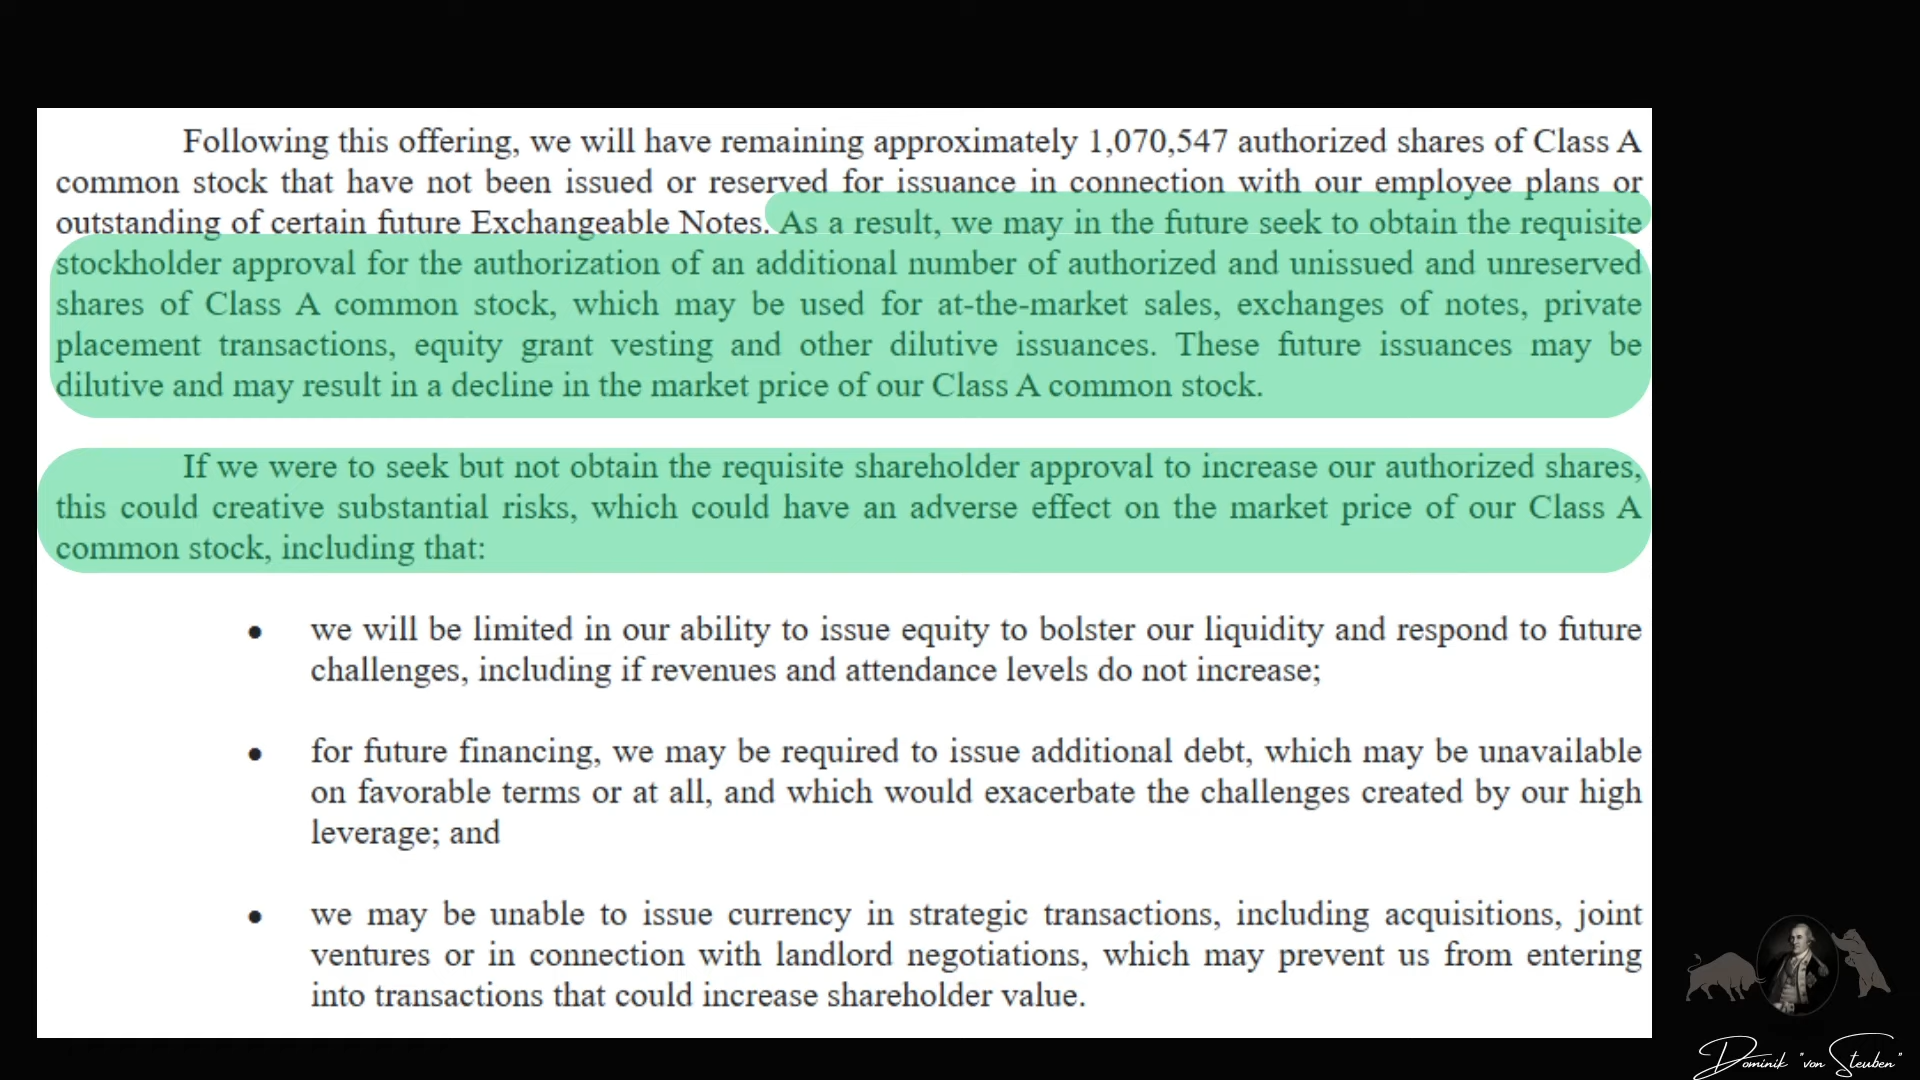 Following this offering, we will have remaining approximately 1,070,547 authorized shares of Class A
common stock that have not been issued or reserved for issuance in connection with our employee plans or
outstanding of certain future Exchangeable Notes. As a result, we may in the future seek to obtain the requisite
stockholder approval for the authorization of an additional number of authorized and unissued and unreserved
shares of Class A common stock, which may be used for at-the-market sales, exchanges of notes, private
placement transactions, equity grant vesting and other dilutive issuances. These future issuances may be
dilutive and may result in a decline in the market price of our Class A common stock.
If we were to seek but not obtain the requisite shareholder approval to increase our authorized shares,
this could creative substantial risks, which could have an adverse effect on the market price of our Class A
common stock, including that:
• we will be limited in our ability to issue equity to bolster our liquidity and respond to future
challenges, including if revenues and attendance levels do not increase;
• for future financing, we may be required to issue additional debt, which may be unavailable
on favorable terms or at all, and which would exacerbate the challenges created by our high
leverage; and
• we may be unable to issue currency in strategic transactions, including acquisitions, joint
ventures or in connection with landlord negotiations, which may prevent us from entering
into transactions that could increase shareholder value.
Dominik "von Steuben"